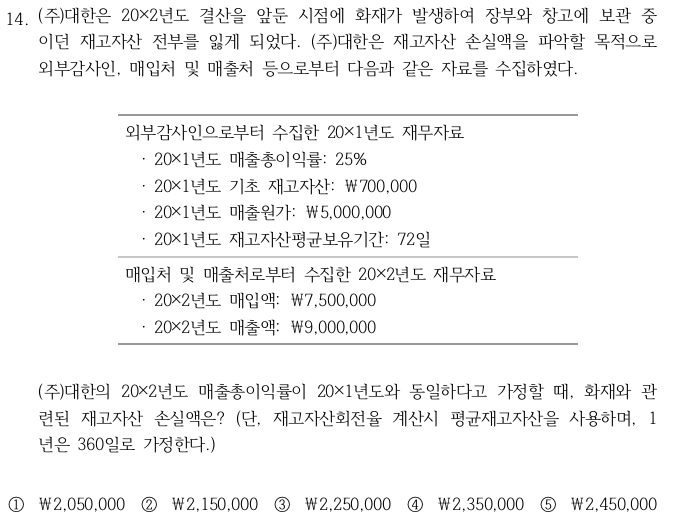 14. (주)대한은 20×2년도 결산을 앞둔 시점에 화재가 발생하여 장부와 창고에 보관 중
이던 재고자산 전부를 잃게 되었다. (주)대한은 재고자산 손실액을 파악할 목적으로
외부감사인, 매입처 및 매출처 등으로부터 다음과 같은 자료를 수집하였다.
외부감사인으로부터 수집한 20×1년도 재무자료
· 20×1년도 매출총이익률: 25%
· 20×1년도 기초 재고자산: ₩700,000
· 20×1년도 매출원가: ₩5,000,000
· 20×1년도 재고자산평균보유기간: 72일
매입처 및 매출처로부터 수집한 20×2년도 재무자료
· 20×2년도 매입액: ₩7,500,000
· 20×2년도 매출액: ₩9,000,000
(주)대한의 20×2년도 매출총이익률이 20×1년도와 동일하다고 가정할 때, 화재와 관
련된 재고자산 손실액은? (단, 재고자산회전율 계산시 평균재고자산을 사용하며, 1
년은 360일로 가정한다.)
① ₩2,050,000 ② ₩2,150,000 ③ ₩2,250,000 ④ ₩2,350,000 ⑤ ₩2,450,000